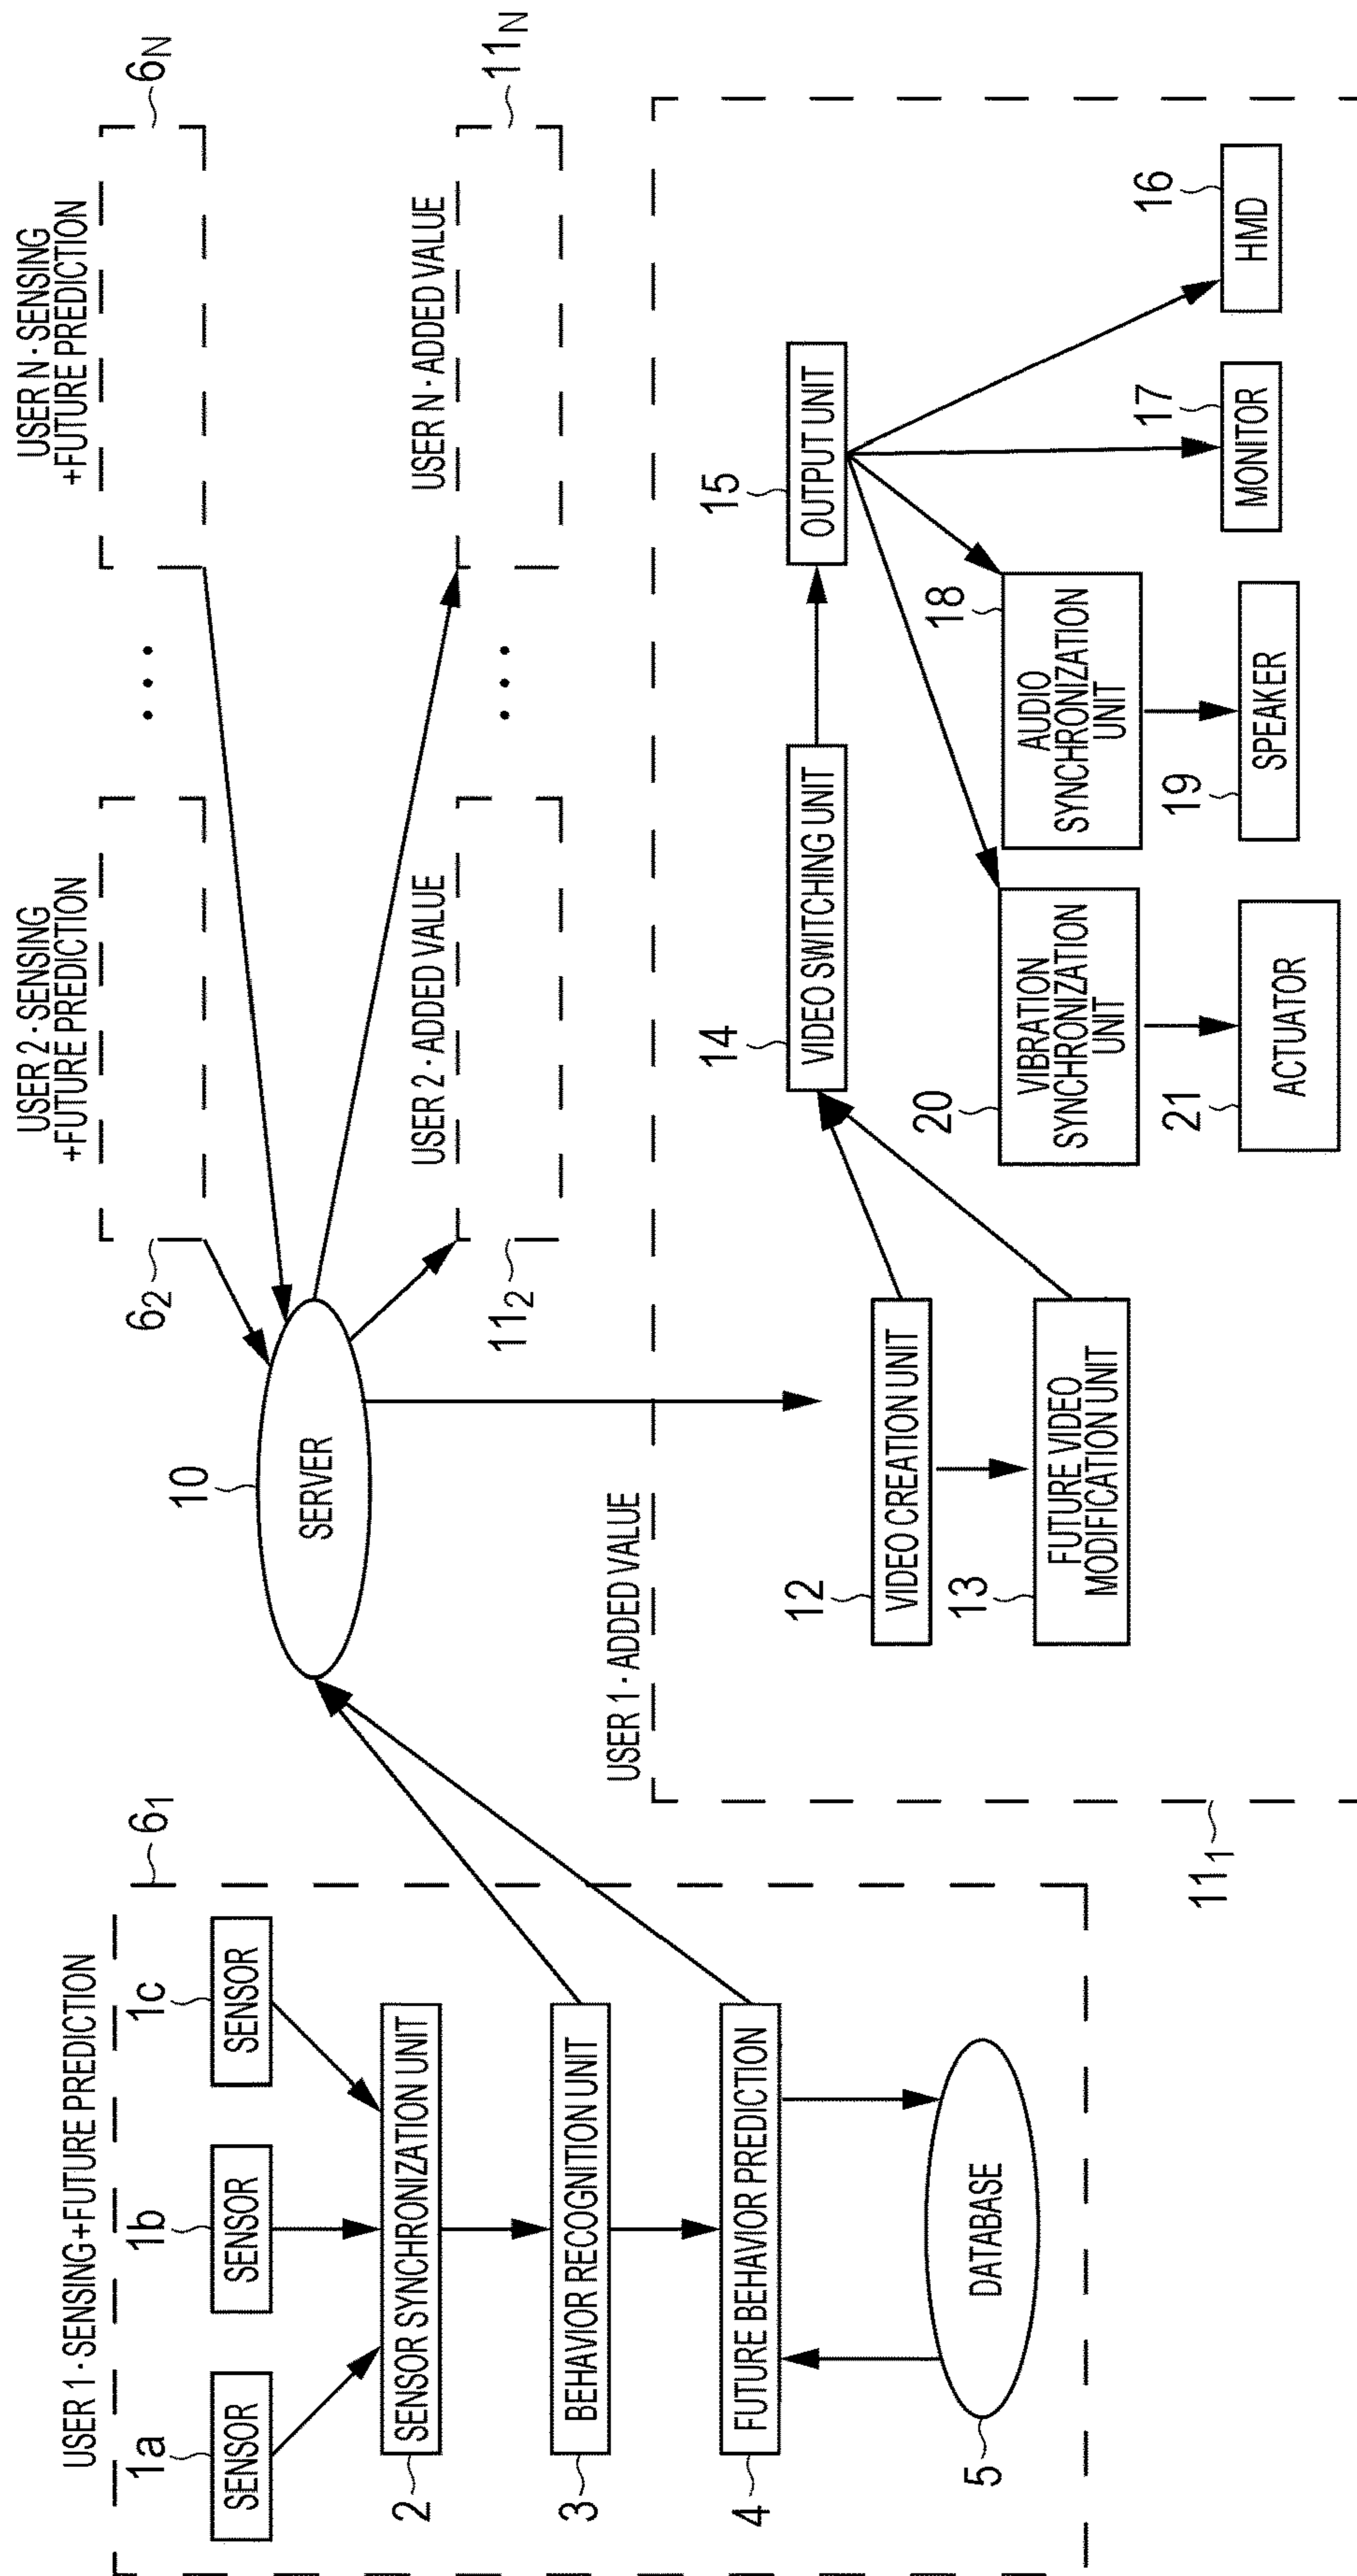 USER 1 · SENSING+FUTURE PREDICTION
6₁
1a
SENSOR
1b
SENSOR
1c
SENSOR
2
SENSOR SYNCHRONIZATION UNIT
3
BEHAVIOR RECOGNITION UNIT
4
FUTURE BEHAVIOR PREDICTION
5
DATABASE
10
SERVER
USER 2 · SENSING
+FUTURE PREDICTION
6₂
• • •
USER N · SENSING
+FUTURE PREDICTION
6N
USER 2 · ADDED VALUE
11₂
• • •
USER N · ADDED VALUE
11N
USER 1 · ADDED VALUE
11₁
12
VIDEO CREATION UNIT
13
FUTURE VIDEO
MODIFICATION UNIT
14
VIDEO SWITCHING UNIT
15
OUTPUT UNIT
20
VIBRATION
SYNCHRONIZATION
UNIT
18
AUDIO
SYNCHRONIZATION
UNIT
17
MONITOR
16
HMD
21
ACTUATOR
19
SPEAKER